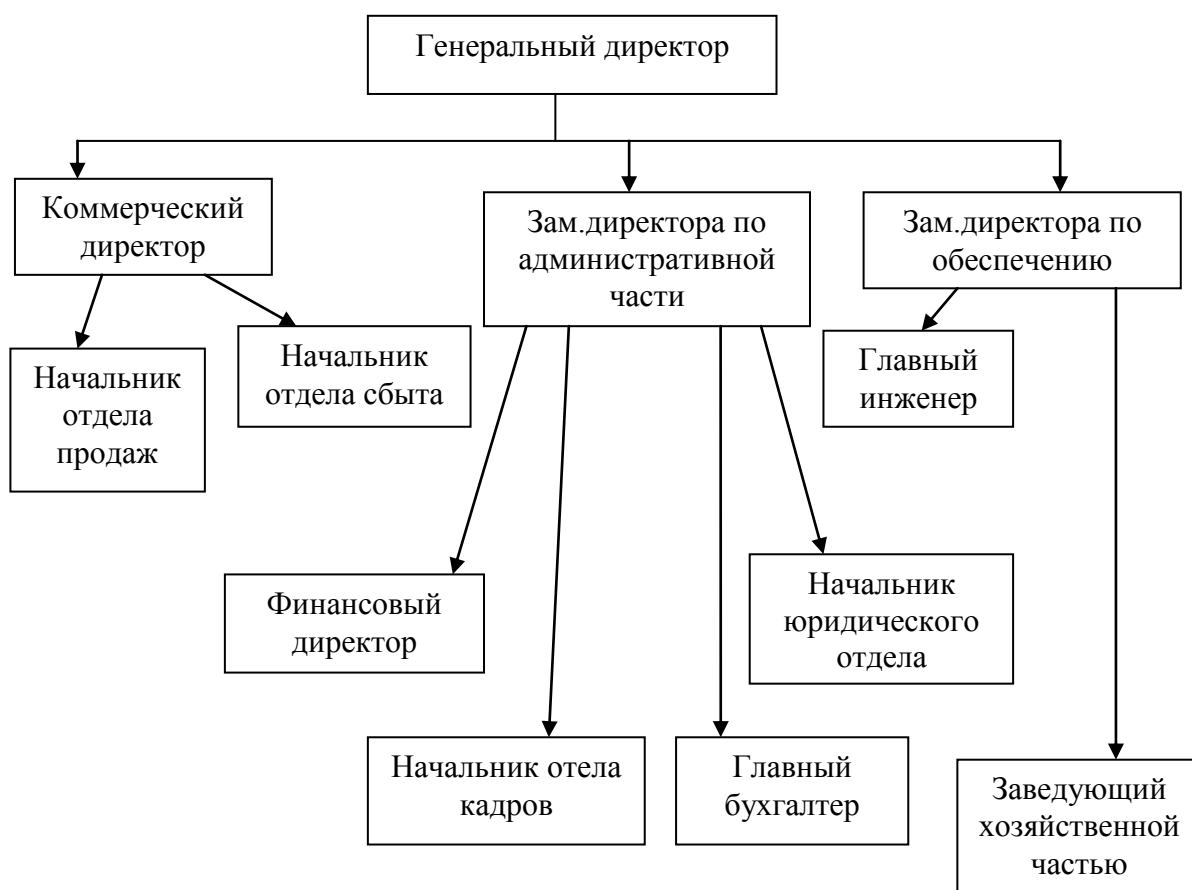 Генеральный директор
Коммерческий
директор
Зам.директора по
административной
части
Зам.директора по
обеспечению
Начальник
отдела
продаж
Начальник
отдела сбыта
Главный
инженер
Финансовый
директор
Начальник
юридического
отдела
Начальник отела
кадров
Главный
бухгалтер
Заведующий
хозяйственной
частью